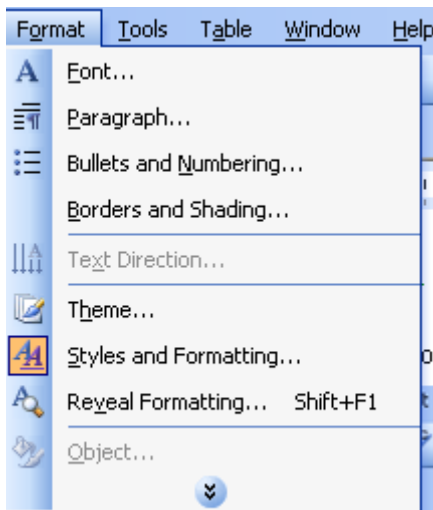 Format Tools Table Window Help
Font...
Paragraph...
Bullets and Numbering...
Borders and Shading...
Text Direction...
Theme...
Styles and Formatting...
Reveal Formatting... Shift+F1
Object...